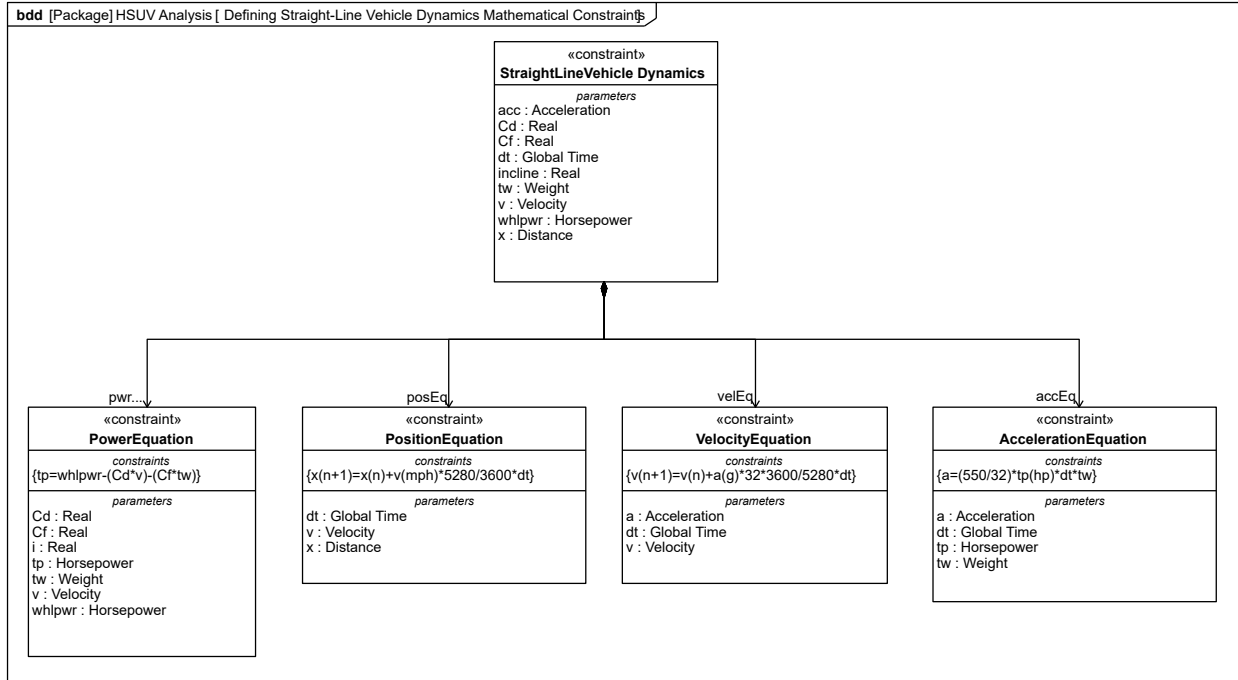 bdd [Package] HSUV Analysis [ Defining Straight-Line Vehicle Dynamics Mathematical Constraints]
«constraint»
StraightLineVehicle Dynamics
parameters
acc : Acceleration
Cd : Real
Cf : Real
dt : Global Time
incline : Real
tw : Weight
v : Velocity
whlpwr : Horsepower
x : Distance
pwr...
posEq
velEq
accEq
«constraint»
PowerEquation
constraints
{tp=whlpwr-(Cd*v)-(Cf*tw)}
parameters
Cd : Real
Cf : Real
i : Real
tp : Horsepower
tw : Weight
v : Velocity
whlpwr : Horsepower
«constraint»
PositionEquation
constraints
{x(n+1)=x(n)+v(mph)*5280/3600*dt}
parameters
dt : Global Time
v : Velocity
x : Distance
«constraint»
VelocityEquation
constraints
{v(n+1)=v(n)+a(g)*32*3600/5280*dt}
parameters
a : Acceleration
dt : Global Time
v : Velocity
«constraint»
AccelerationEquation
constraints
{a=(550/32)*tp(hp)*dt*tw}
parameters
a : Acceleration
dt : Global Time
tp : Horsepower
tw : Weight